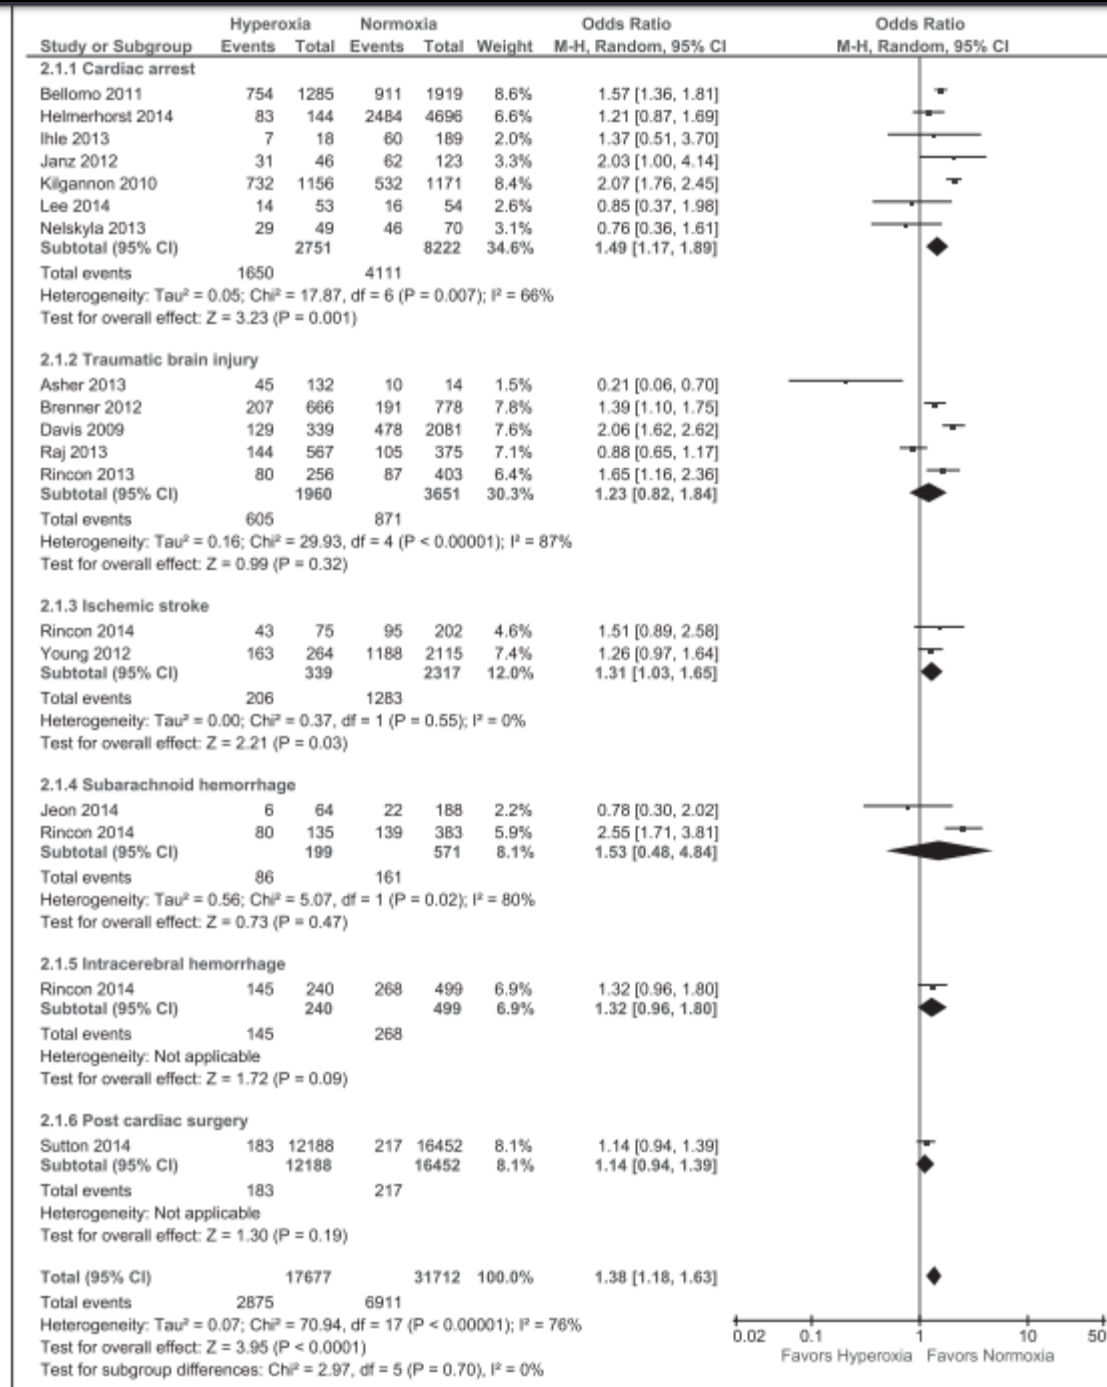 Hyperoxia Normoxia Odds Ratio Odds Ratio
Study or Subgroup Events Total Events Total Weight M-H, Random, 95% CI M-H, Random, 95% CI
2.1.1 Cardiac arrest
Bellomo 2011 754 1285 911 1919 8.6% 1.57 [1.36, 1.81]
Helmerhorst 2014 83 144 2484 4696 6.6% 1.21 [0.87, 1.69]
Ihle 2013 7 18 60 189 2.0% 1.37 [0.51, 3.70]
Janz 2012 31 46 62 123 3.3% 2.03 [1.00, 4.14]
Kilgannon 2010 732 1156 532 1171 8.4% 2.07 [1.76, 2.45]
Lee 2014 14 53 16 54 2.6% 0.85 [0.37, 1.98]
Nelskyla 2013 29 49 46 70 3.1% 0.76 [0.36, 1.61]
Subtotal (95% CI) 2751 8222 34.6% 1.49 [1.17, 1.89]
Total events 1650 4111
Heterogeneity: Tau² = 0.05; Chi² = 17.87, df = 6 (P = 0.007); I² = 66%
Test for overall effect: Z = 3.23 (P = 0.001)
2.1.2 Traumatic brain injury
Asher 2013 45 132 10 14 1.5% 0.21 [0.06, 0.70]
Brenner 2012 207 666 191 778 7.8% 1.39 [1.10, 1.75]
Davis 2009 129 339 478 2081 7.6% 2.06 [1.62, 2.62]
Raj 2013 144 567 105 375 7.1% 0.88 [0.65, 1.17]
Rincon 2013 80 256 87 403 6.4% 1.65 [1.16, 2.36]
Subtotal (95% CI) 1960 3651 30.3% 1.23 [0.82, 1.84]
Total events 605 871
Heterogeneity: Tau² = 0.16; Chi² = 29.93, df = 4 (P < 0.00001); I² = 87%
Test for overall effect: Z = 0.99 (P = 0.32)
2.1.3 Ischemic stroke
Rincon 2014 43 75 95 202 4.6% 1.51 [0.89, 2.58]
Young 2012 163 264 1188 2115 7.4% 1.26 [0.97, 1.64]
Subtotal (95% CI) 339 2317 12.0% 1.31 [1.03, 1.65]
Total events 206 1283
Heterogeneity: Tau² = 0.00; Chi² = 0.37, df = 1 (P = 0.55); I² = 0%
Test for overall effect: Z = 2.21 (P = 0.03)
2.1.4 Subarachnoid hemorrhage
Jeon 2014 6 64 22 188 2.2% 0.78 [0.30, 2.02]
Rincon 2014 80 135 139 383 5.9% 2.55 [1.71, 3.81]
Subtotal (95% CI) 199 571 8.1% 1.53 [0.48, 4.84]
Total events 86 161
Heterogeneity: Tau² = 0.56; Chi² = 5.07, df = 1 (P = 0.02); I² = 80%
Test for overall effect: Z = 0.73 (P = 0.47)
2.1.5 Intracerebral hemorrhage
Rincon 2014 145 240 268 499 6.9% 1.32 [0.96, 1.80]
Subtotal (95% CI) 240 499 6.9% 1.32 [0.96, 1.80]
Total events 145 268
Heterogeneity: Not applicable
Test for overall effect: Z = 1.72 (P = 0.09)
2.1.6 Post cardiac surgery
Sutton 2014 183 12188 217 16452 8.1% 1.14 [0.94, 1.39]
Subtotal (95% CI) 12188 16452 8.1% 1.14 [0.94, 1.39]
Total events 183 217
Heterogeneity: Not applicable
Test for overall effect: Z = 1.30 (P = 0.19)
Total (95% CI) 17677 31712 100.0% 1.38 [1.18, 1.63]
Total events 2875 6911
Heterogeneity: Tau² = 0.07; Chi² = 70.94, df = 17 (P < 0.00001); I² = 76%
Test for overall effect: Z = 3.95 (P < 0.0001)
Test for subgroup differences: Chi² = 2.97, df = 5 (P = 0.70), I² = 0%
0.02 0.1 1 10 50
Favors Hyperoxia Favors Normoxia